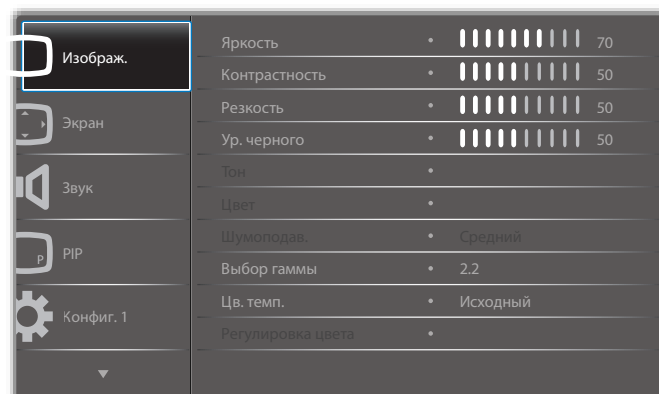 Изображ.
Экран
Звук
P
PIP
Конфиг. 1
Яркость • 70
Контрастность • 50
Резкость • 50
Ур. черного • 50
Тон •
Цвет •
Шумоподав. • Средний
Выбор гаммы • 2.2
Цв. темп. • Исходный
Регулировка цвета •